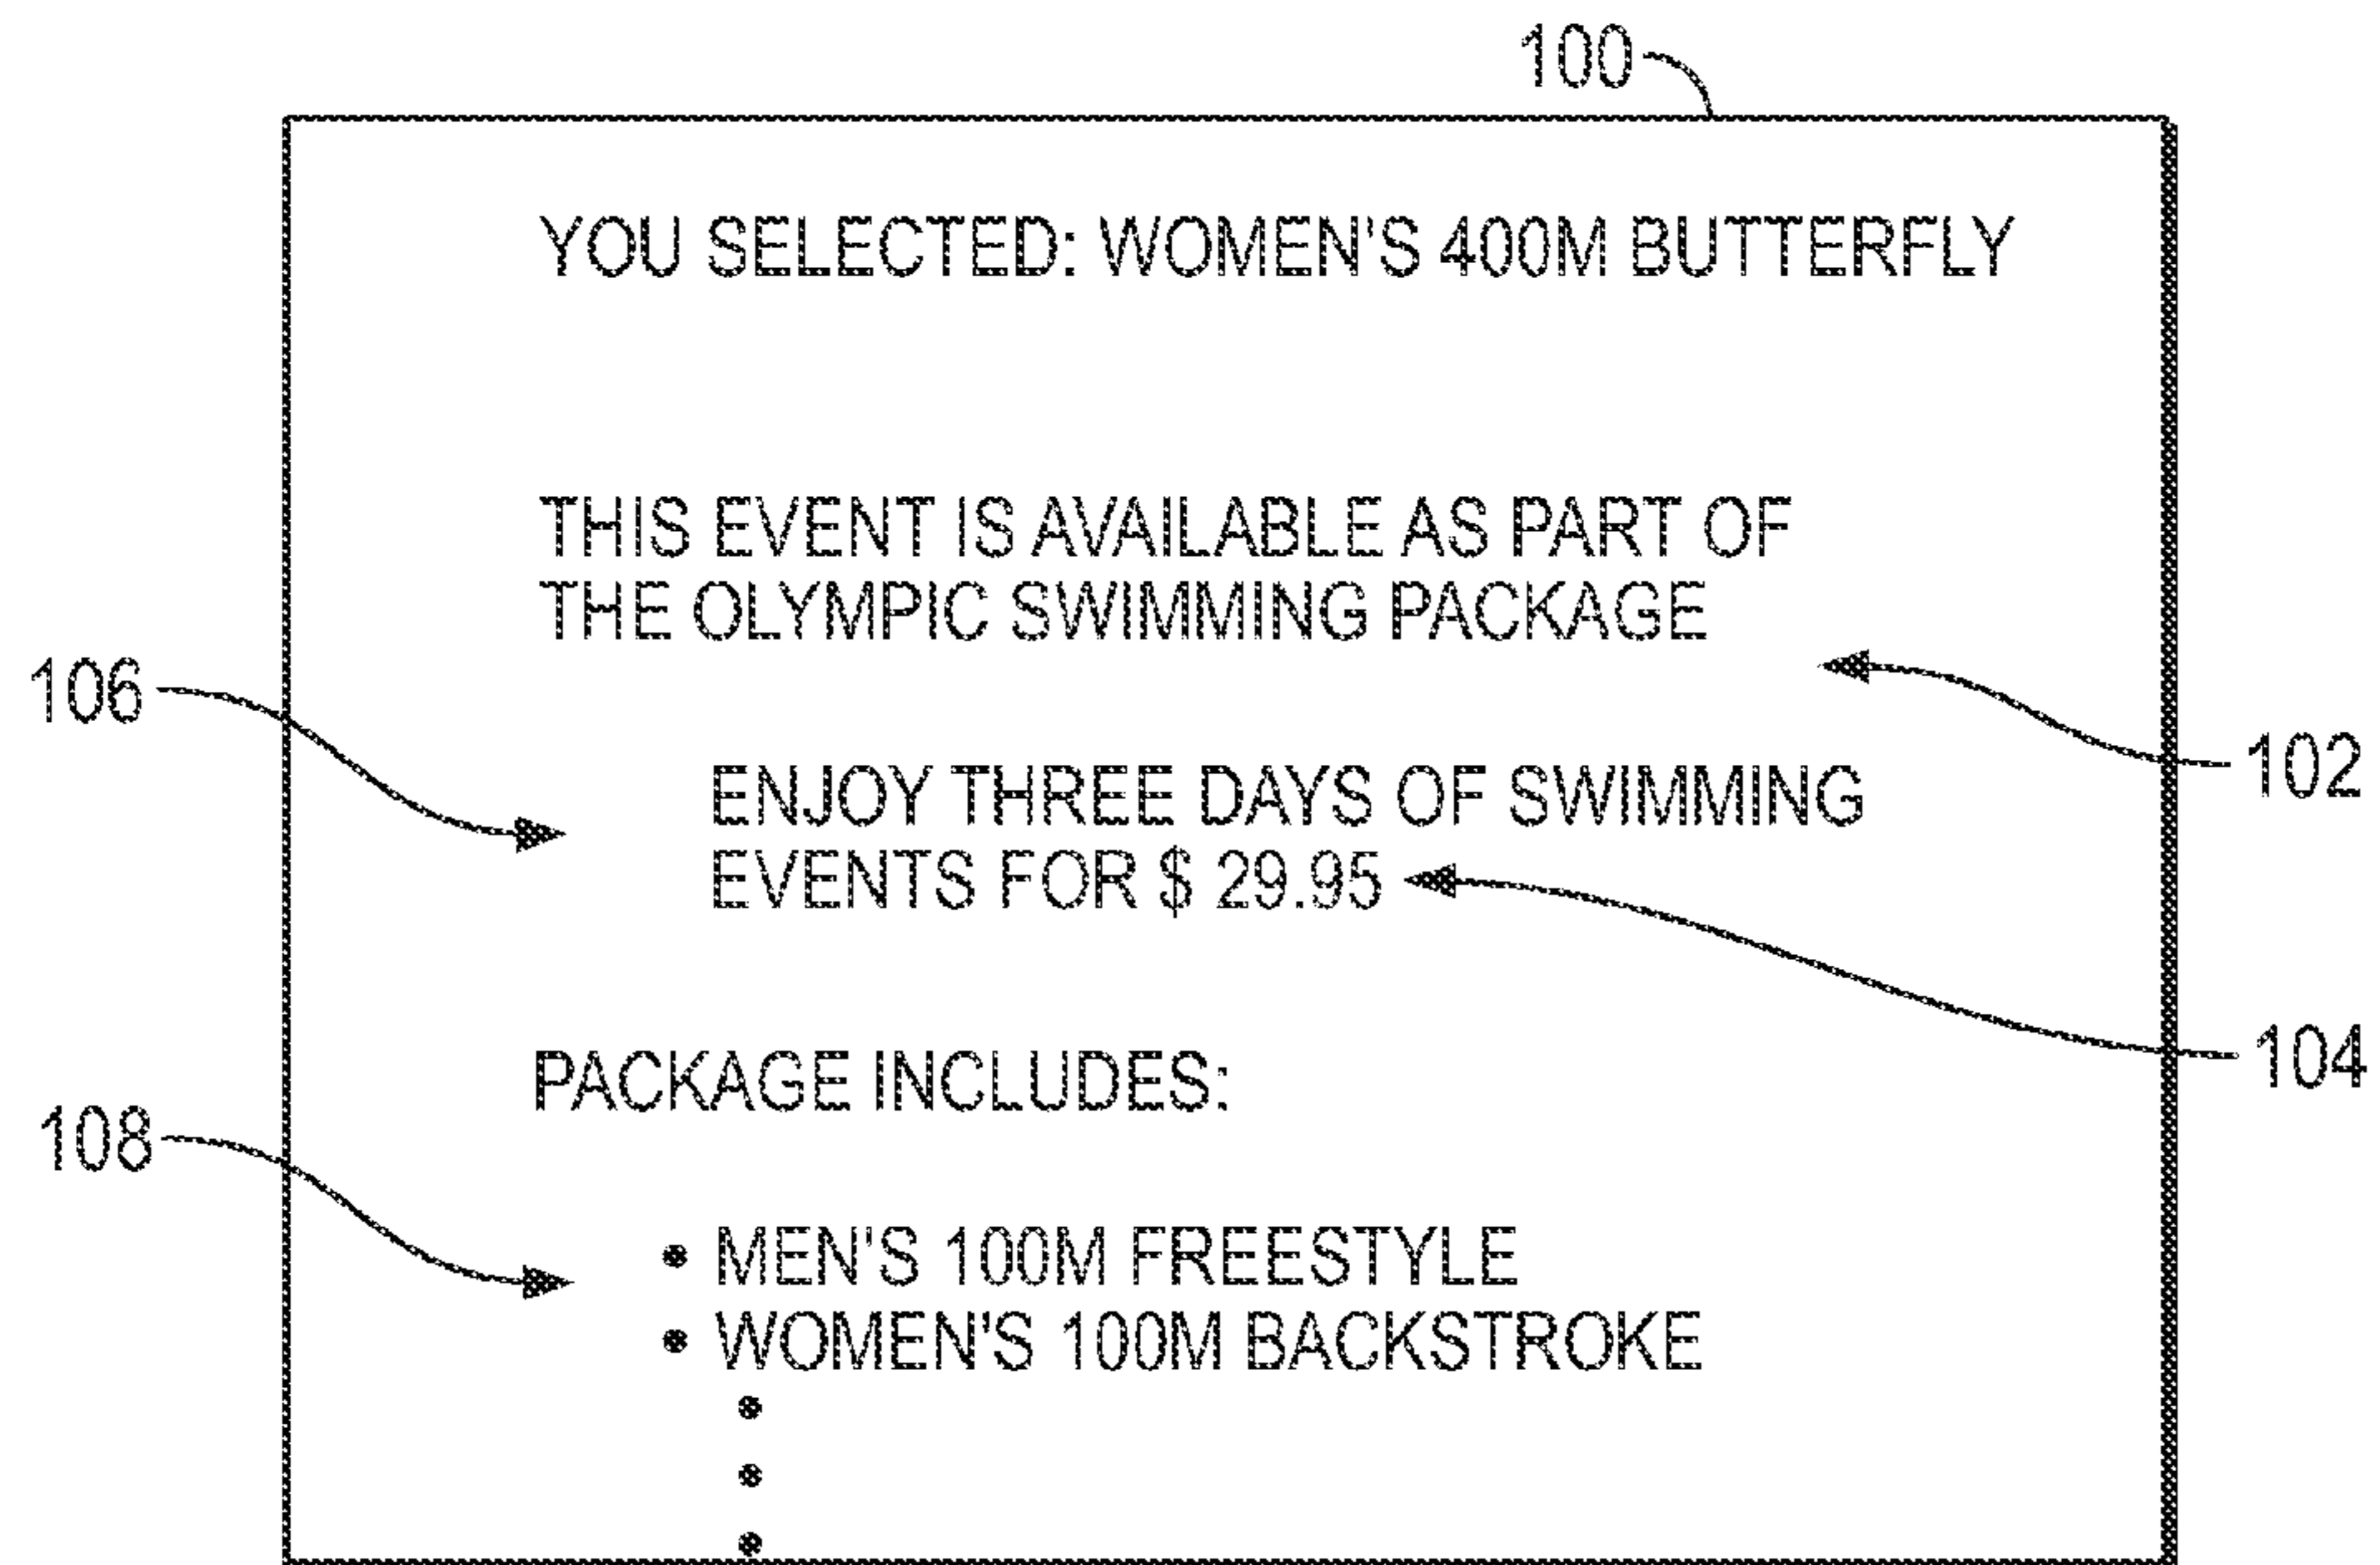 100
YOU SELECTED: WOMEN'S 400M BUTTERFLY
THIS EVENT IS AVAILABLE AS PART OF
THE OLYMPIC SWIMMING PACKAGE
106
102
ENJOY THREE DAYS OF SWIMMING
EVENTS FOR $ 29.95
104
PACKAGE INCLUDES:
108
• MEN'S 100M FREESTYLE
• WOMEN'S 100M BACKSTROKE
•
•
•